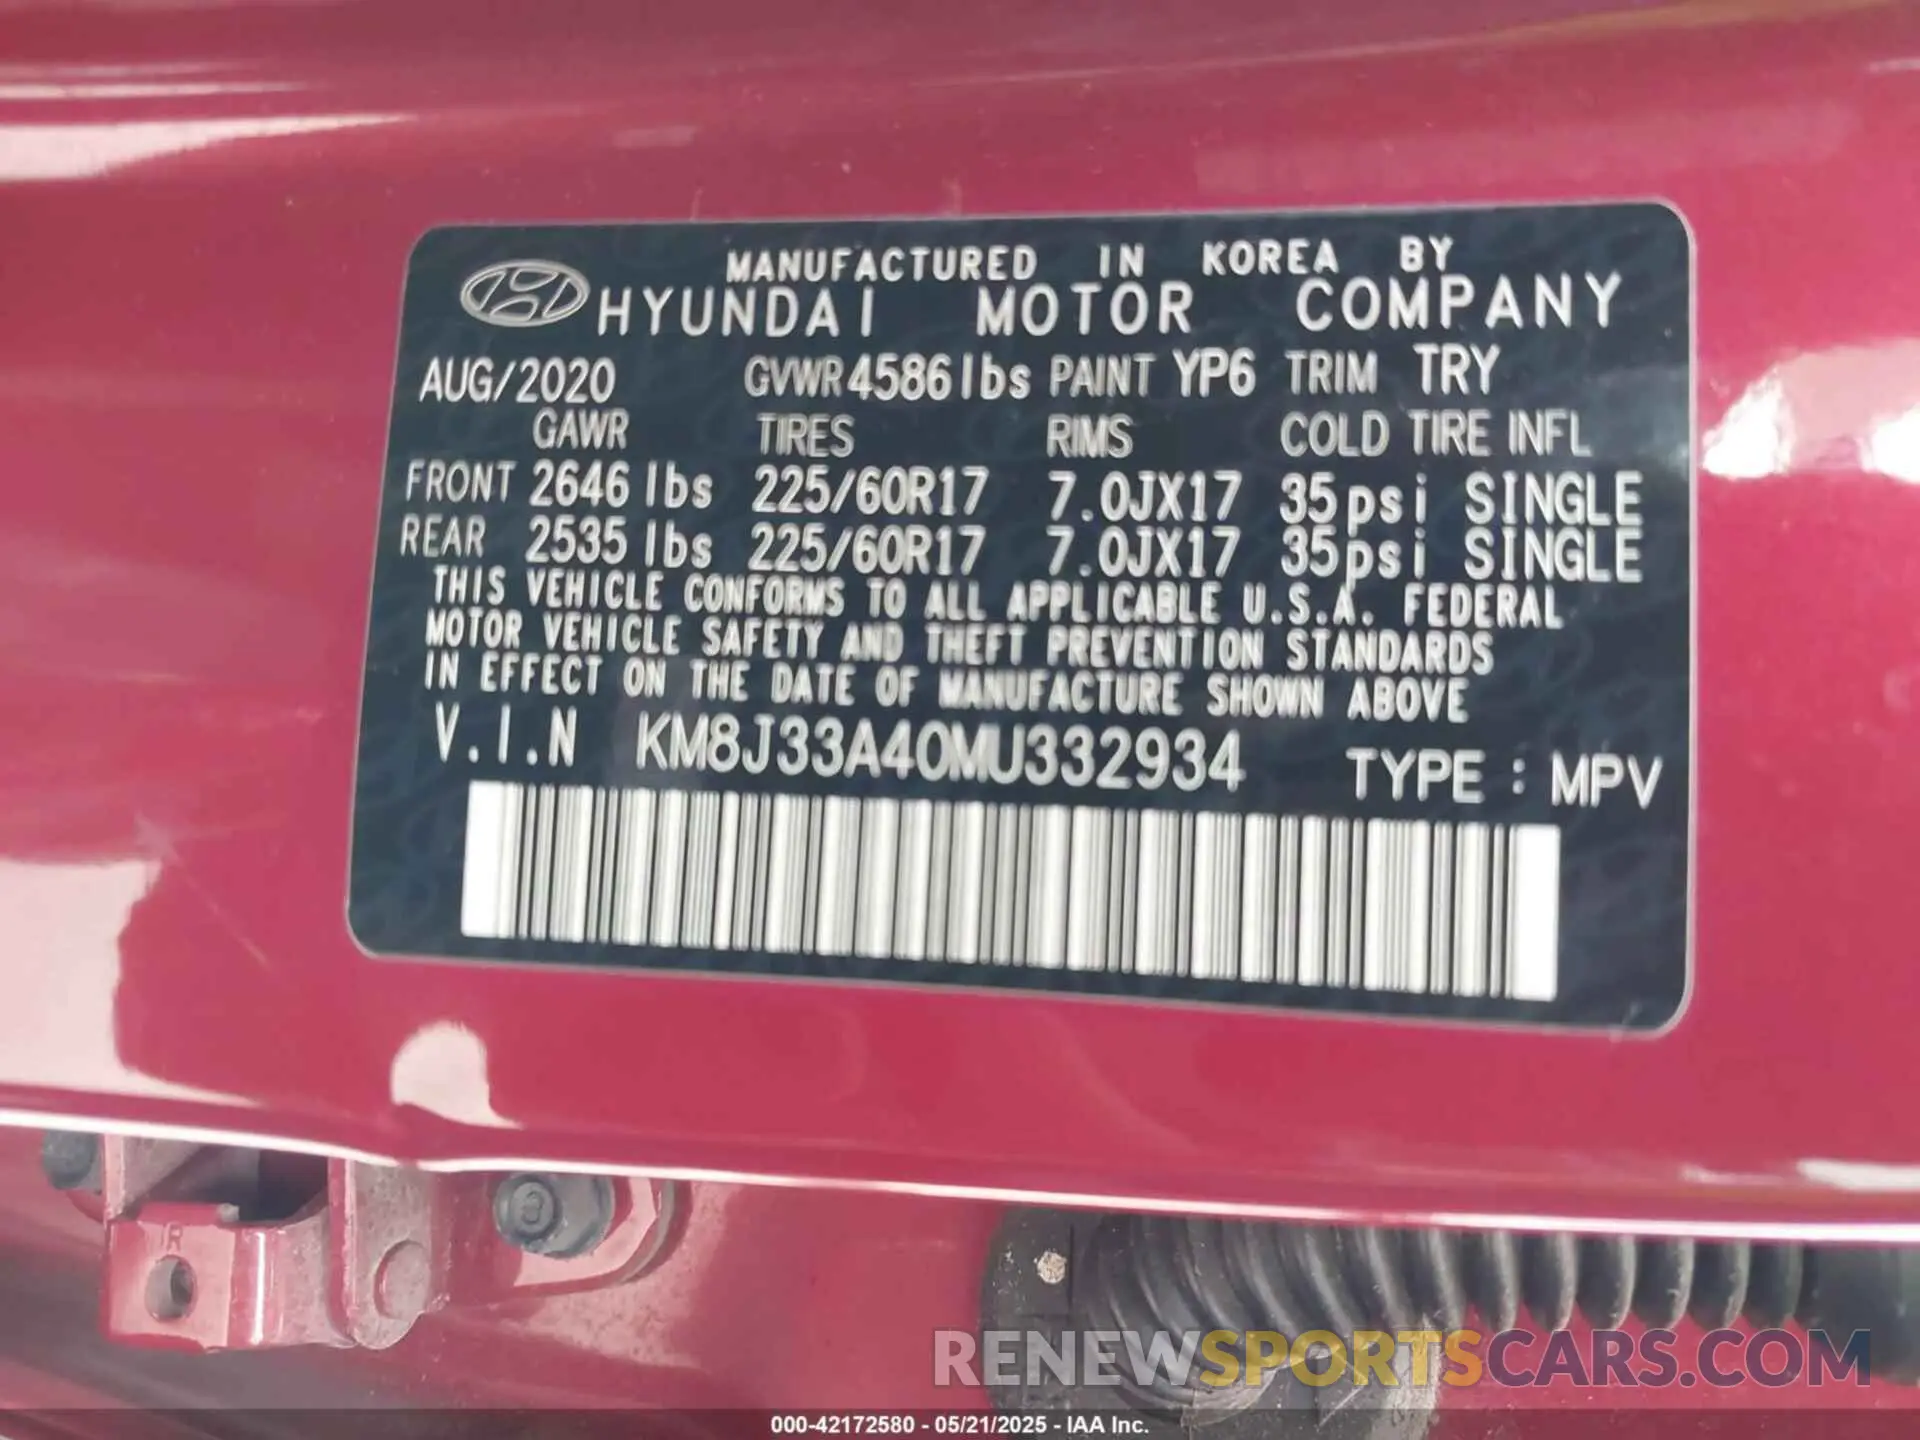 MANUFACTURED IN KOREA BY
HYUNDAI MOTOR COMPANY
AUG/2020 GVWR 4586 lbs PAINT YP6 TRIM TRY
GAWR TIRES RIMS COLD TIRE INFL
FRONT 2646 lbs 225/60R17 7.0JX17 35psi SINGLE
REAR 2535 lbs 225/60R17 7.0JX17 35psi SINGLE
THIS VEHICLE CONFORMS TO ALL APPLICABLE U.S.A. FEDERAL
MOTOR VEHICLE SAFETY AND THEFT PREVENTION STANDARDS
IN EFFECT ON THE DATE OF MANUFACTURE SHOWN ABOVE
V.I.N KM8J33A40MU332934 TYPE : MPV
R
8
RENEWSPORTSCARS.COM
000-42172580 - 05/21/2025 - IAA Inc.